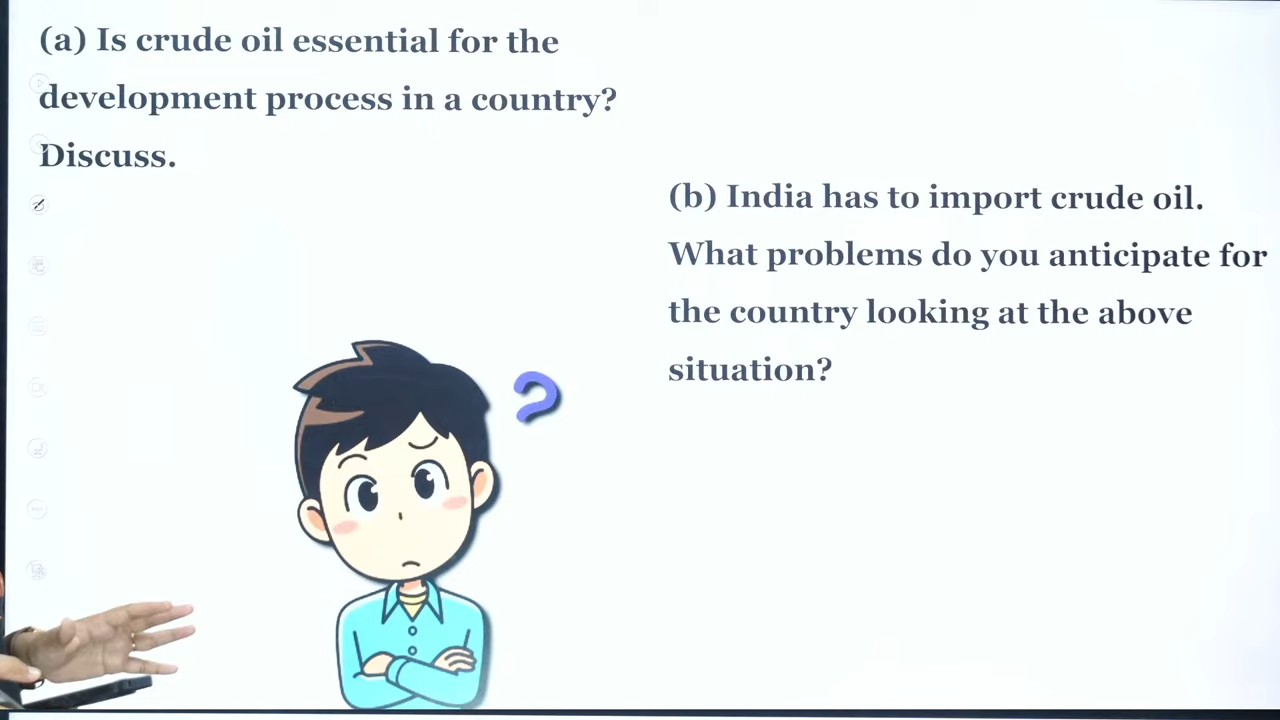 (a) Is crude oil essential for the
development process in a country?
Discuss.
(b) India has to import crude oil.
What problems do you anticipate for
the country looking at the above
situation?